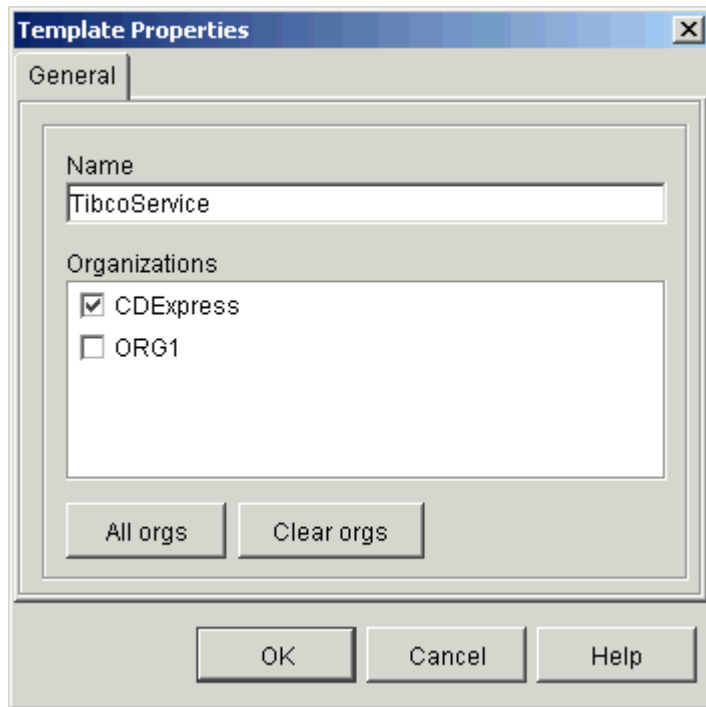 Template Properties
General
Name
TibcoService
Organizations
CDExpress
ORG1
All orgs Clear orgs
OK Cancel Help